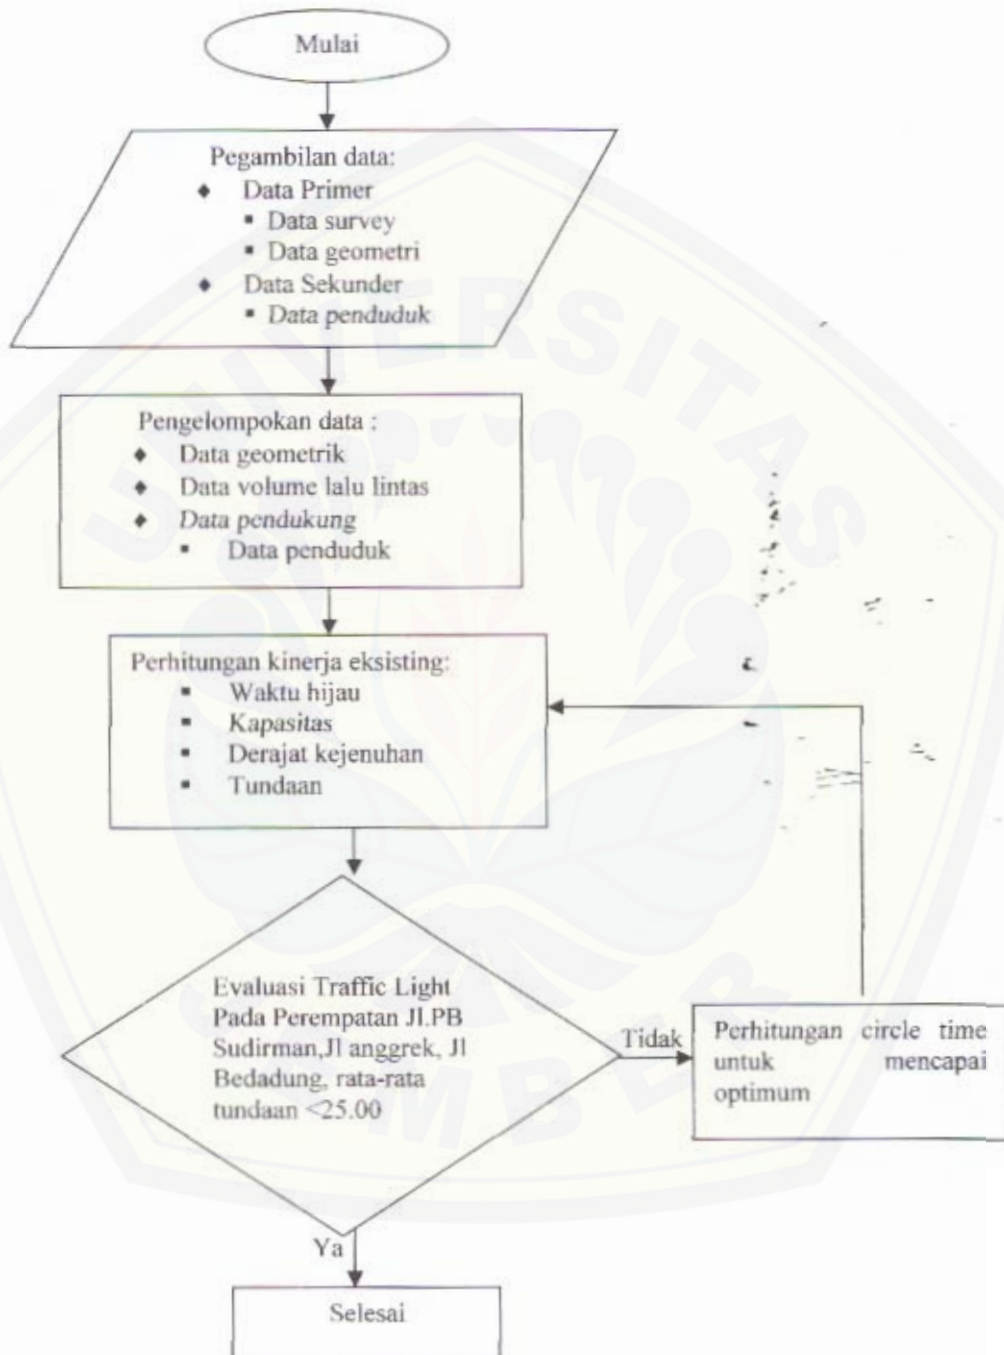 Mulai
Pegambilan data:
♦ Data Primer
▪ Data survey
▪ Data geometri
♦ Data Sekunder
▪ Data penduduk
Pengelompokan data :
♦ Data geometrik
♦ Data volume lalu lintas
♦ Data pendukung
▪ Data penduduk
Perhitungan kinerja eksisting:
▪ Waktu hijau
▪ Kapasitas
▪ Derajat kejenuhan
▪ Tundaan
Evaluasi Traffic Light
Pada Perempatan Jl.PB
Sudirman,Jl anggrek, Jl
Bedadung, rata-rata
tundaan <25.00
Tidak
Perhitungan circle time
untuk mencapai
optimum
Ya
Selesai
UNIVERSITAS
JEMBER